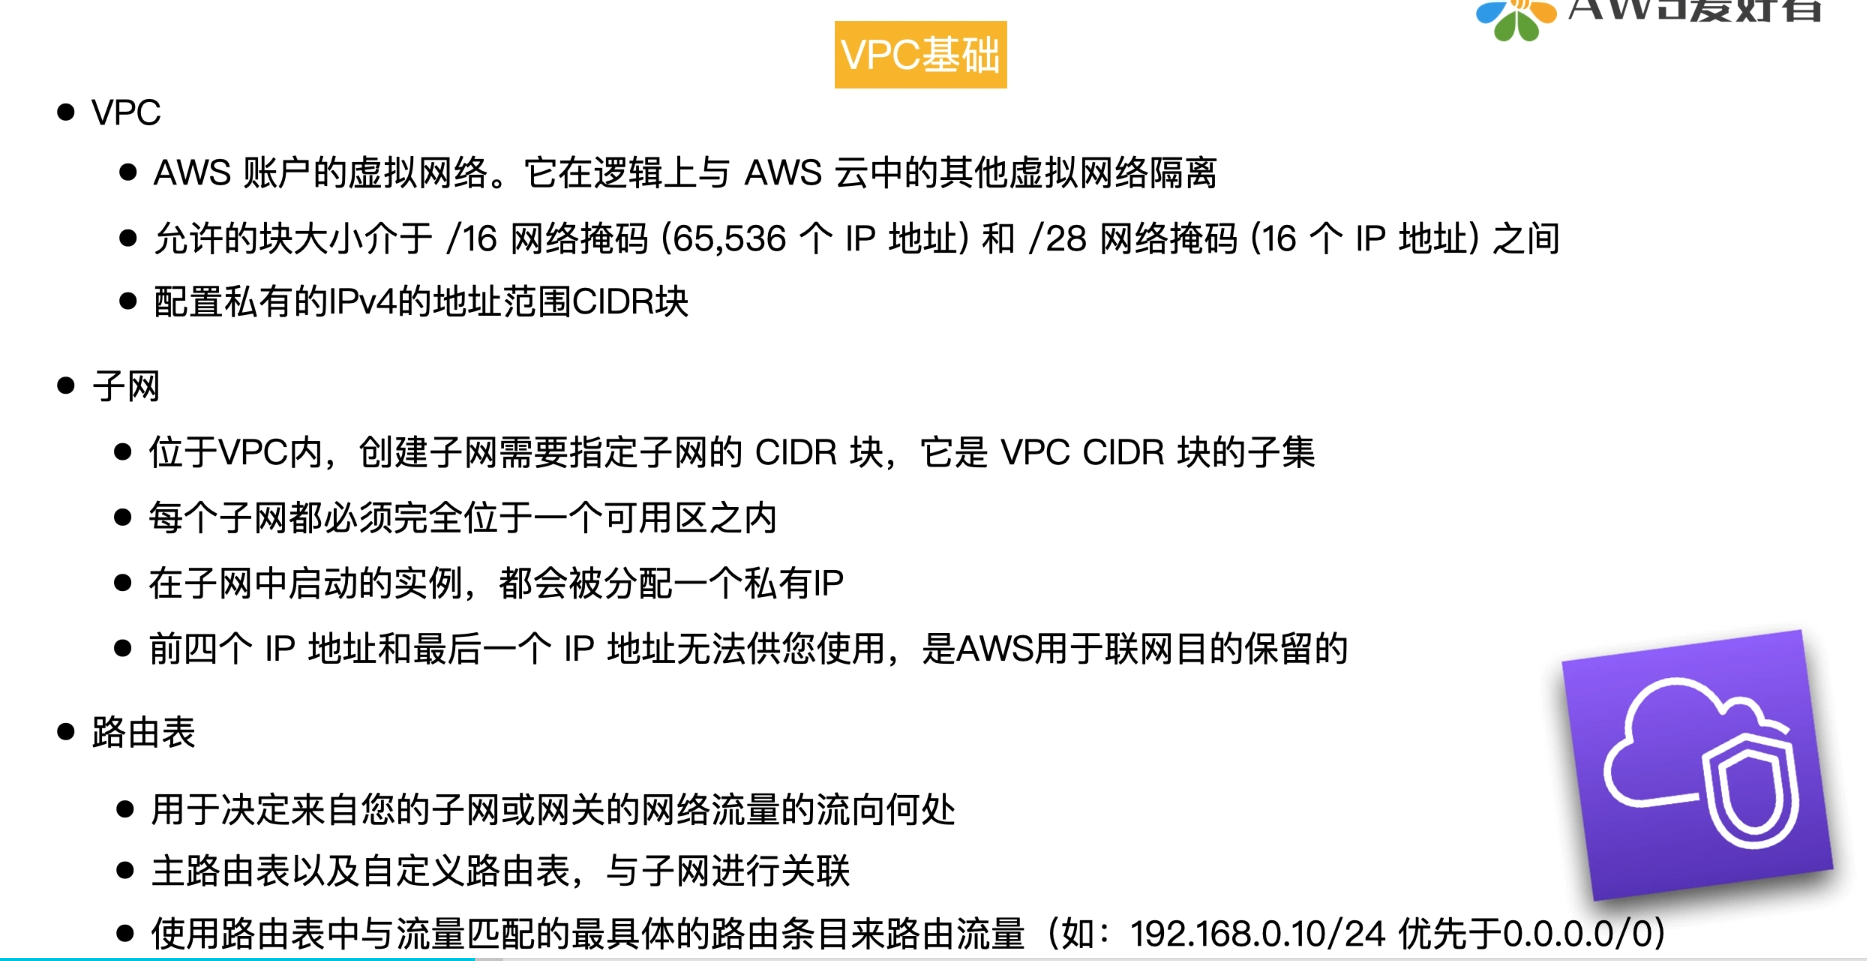 AWS爱好者
VPC基础
● VPC
● AWS 账户的虚拟网络。它在逻辑上与 AWS 云中的其他虚拟网络隔离
● 允许的块大小介于 /16 网络掩码 (65,536 个 IP 地址) 和 /28 网络掩码 (16 个 IP 地址) 之间
● 配置私有的IPv4的地址范围CIDR块
● 子网
● 位于VPC内，创建子网需要指定子网的 CIDR 块，它是 VPC CIDR 块的子集
● 每个子网都必须完全位于一个可用区之内
● 在子网中启动的实例，都会被分配一个私有IP
● 前四个 IP 地址和最后一个 IP 地址无法供您使用，是AWS用于联网目的保留的
● 路由表
● 用于决定来自您的子网或网关的网络流量的流向何处
● 主路由表以及自定义路由表，与子网进行关联
● 使用路由表中与流量匹配的最具体的路由条目来路由流量（如：192.168.0.10/24 优先于0.0.0.0/0）